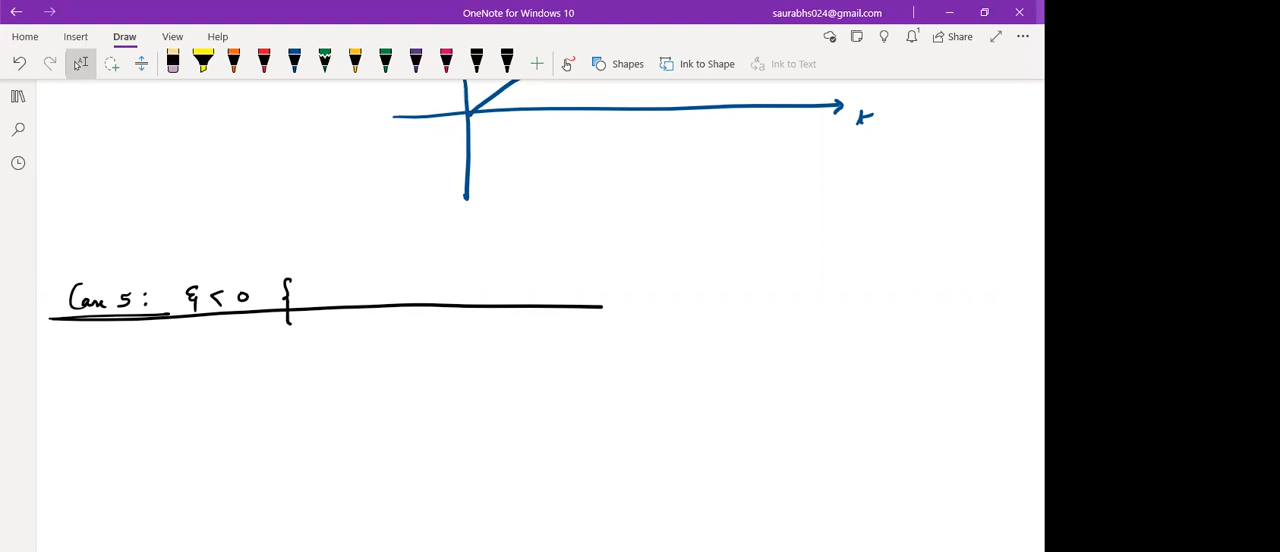 OneNote for Windows 10
saurabhs024@gmail.com
Home Insert Draw View Help
1
Share
Shapes
Ink to Shape
Ink to Text
t
Case 5: ξ < 0 {